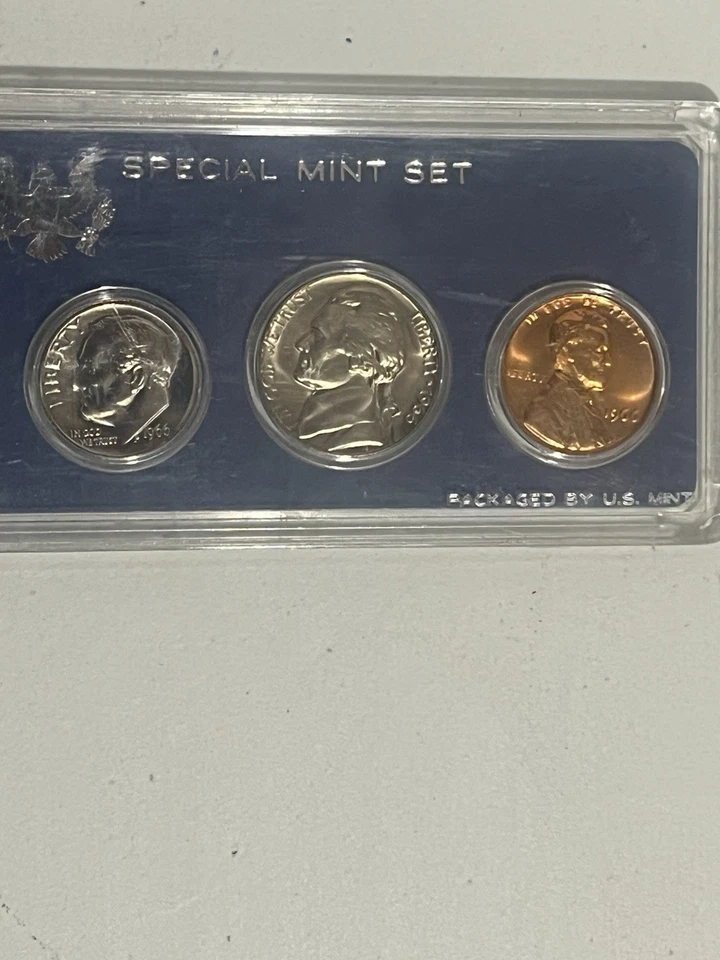 SPECIAL MINT SET
LIBERTY
IN GOD
WE TRUST
1966
IN GOD WE TRUST
LIBERTY
1966
IN GOD WE TRUST
LIBERTY
1966
PACKAGED BY U.S. MINT